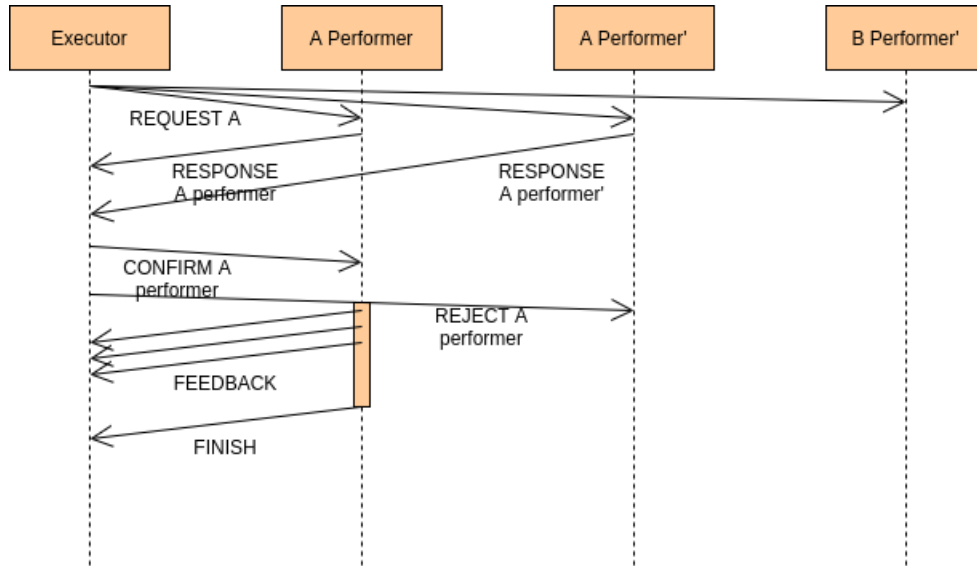 Executor
A Performer
A Performer'
B Performer'
REQUEST A
RESPONSE
A performer
RESPONSE
A performer'
CONFIRM A
performer
REJECT A
performer
FEEDBACK
FINISH